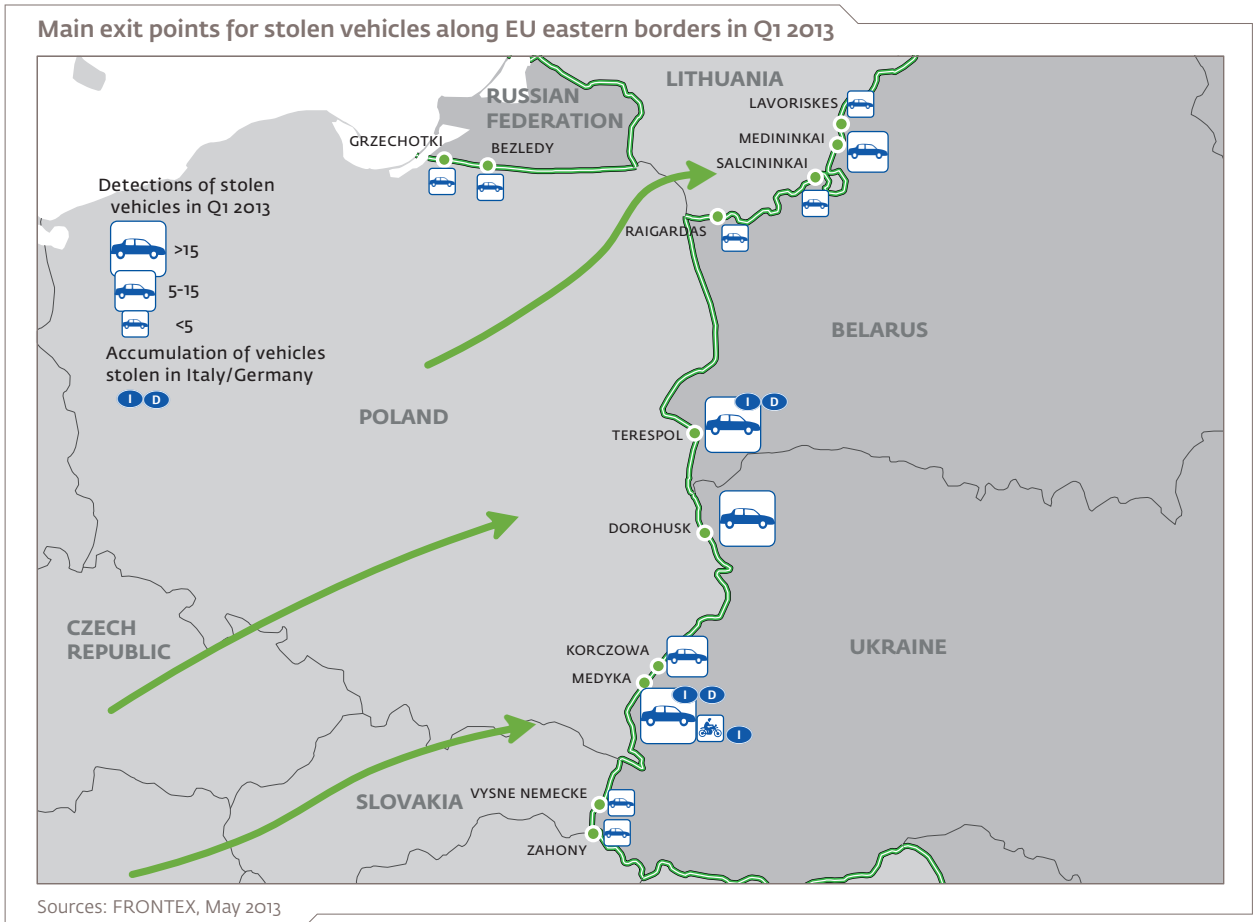 Main exit points for stolen vehicles along EU eastern borders in Q1 2013
LITHUANIA
RUSSIAN
FEDERATION
LAVORISKES
MEDININKAI
SALCININKAI
GRZECHOTKI
BEZLEDY
RAIGARDAS
Detections of stolen
vehicles in Q1 2013
>15
5-15
<5
Accumulation of vehicles
stolen in Italy/Germany
I D
BELARUS
POLAND
I D
TERESPOL
DOROHUSK
CZECH
REPUBLIC
UKRAINE
KORCZOWA
MEDYKA
I D
I
SLOVAKIA
VYSNE NEMECKE
ZAHONY
Sources: FRONTEX, May 2013